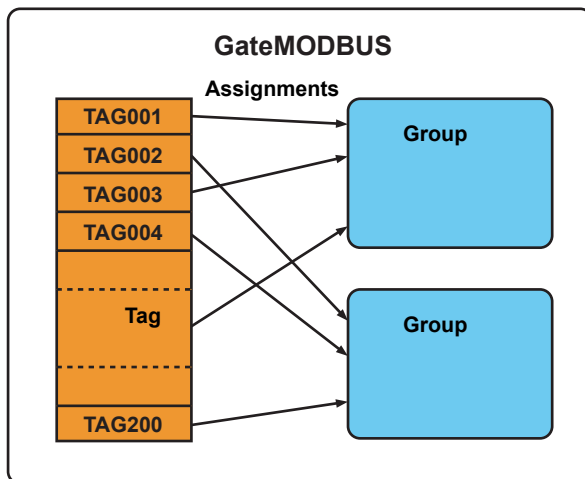 GateMODBUS
Assignments
TAG001
TAG002
TAG003
TAG004
Tag
TAG200
Group
Group